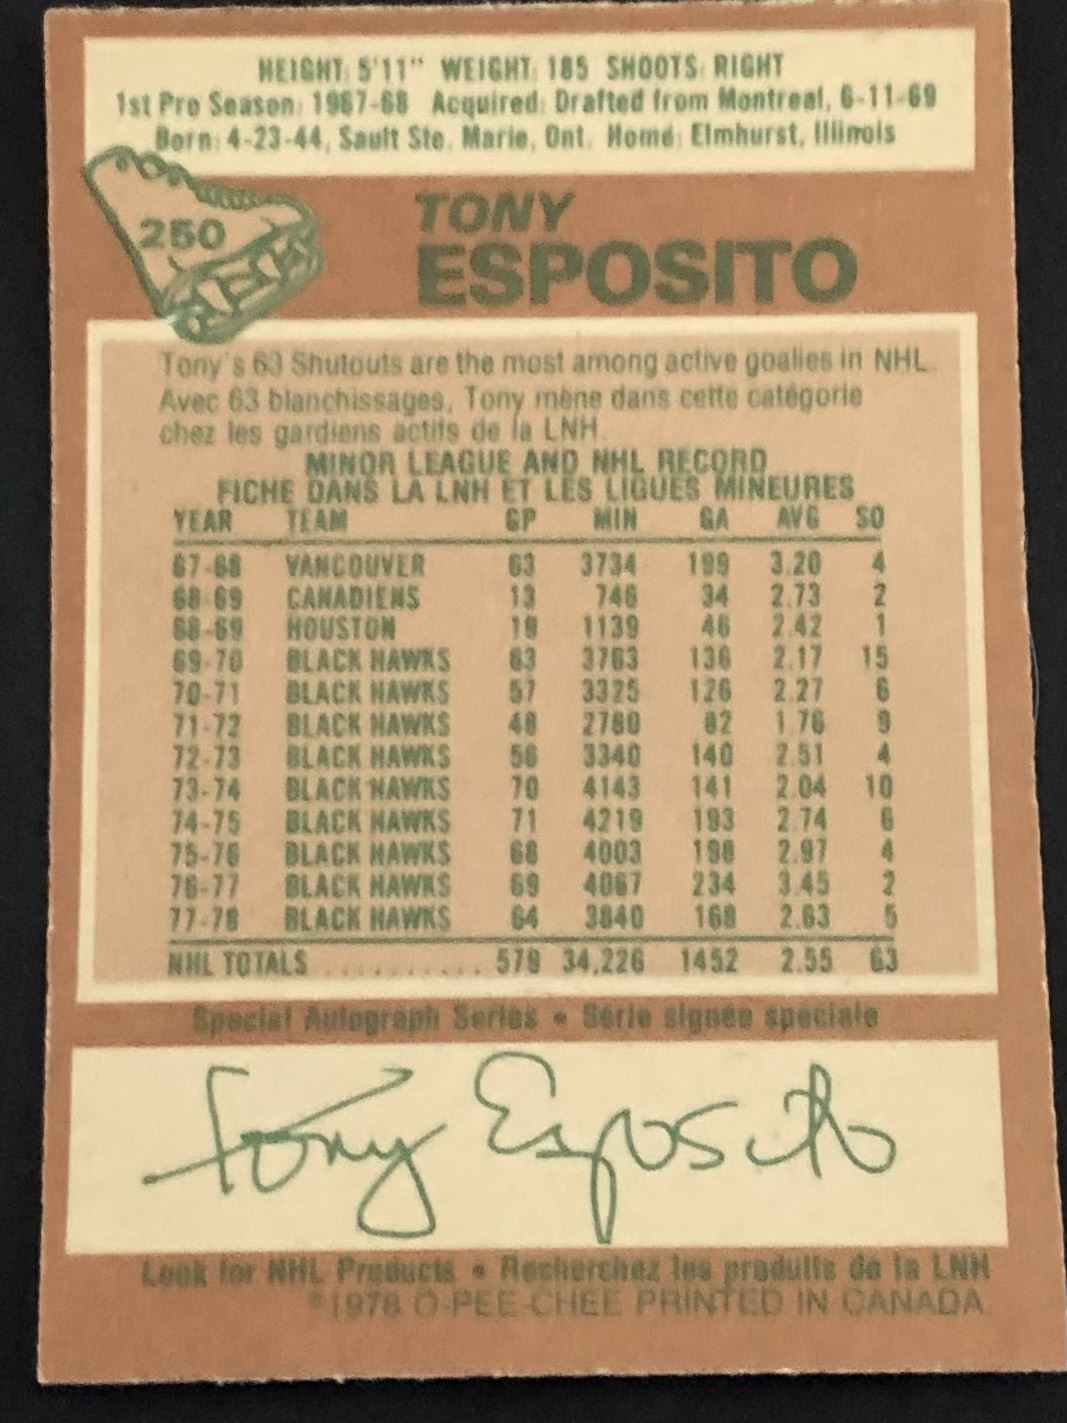 HEIGHT: 5'11" WEIGHT: 185 SHOOTS: RIGHT
1st Pro Season: 1967-68 Acquired: Drafted from Montreal, 6-11-69
Born: 4-23-44, Sault Ste. Marie, Ont. Home: Elmhurst, Illinois
250
TONY
ESPOSITO
Tony's 63 Shutouts are the most among active goalies in NHL.
Avec 63 blanchissages, Tony mène dans cette catégorie
chez les gardiens actifs de la LNH.
MINOR LEAGUE AND NHL RECORD
FICHE DANS LA LNH ET LES LIGUES MINEURES
YEAR TEAM GP MIN GA AVG SO
67-68 VANCOUVER 63 3734 199 3.20 4
68-69 CANADIENS 13 746 34 2.73 2
68-69 HOUSTON 19 1139 46 2.42 1
69-70 BLACK HAWKS 63 3763 136 2.17 15
70-71 BLACK HAWKS 57 3325 126 2.27 6
71-72 BLACK HAWKS 48 2780 82 1.76 9
72-73 BLACK HAWKS 56 3340 140 2.51 4
73-74 BLACK HAWKS 70 4143 141 2.04 10
74-75 BLACK HAWKS 71 4219 193 2.74 6
75-76 BLACK HAWKS 68 4003 198 2.97 4
76-77 BLACK HAWKS 69 4067 234 3.45 2
77-78 BLACK HAWKS 64 3840 168 2.63 5
NHL TOTALS .......... 579 34,226 1452 2.55 63
Special Autograph Series • Série signée spéciale
Tony Esposito
Look for NHL Products • Recherchez les produits de la LNH
©1978 O-PEE-CHEE PRINTED IN CANADA